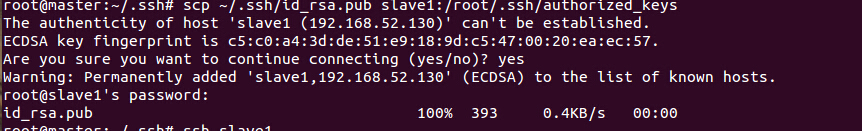 root@master:~/.ssh# scp ~/.ssh/id_rsa.pub slave1:/root/.ssh/authorized_keys
The authenticity of host 'slave1 (192.168.52.130)' can't be established.
ECDSA key fingerprint is c5:c0:a4:3d:de:51:e9:18:9d:c5:47:00:20:ea:ec:57.
Are you sure you want to continue connecting (yes/no)? yes
Warning: Permanently added 'slave1,192.168.52.130' (ECDSA) to the list of known hosts.
root@slave1's password:
id_rsa.pub 100% 393 0.4KB/s 00:00
root@master:~/.ssh# ssh slave1